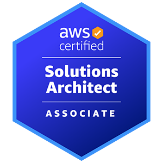 aws
certified
Solutions
Architect
ASSOCIATE